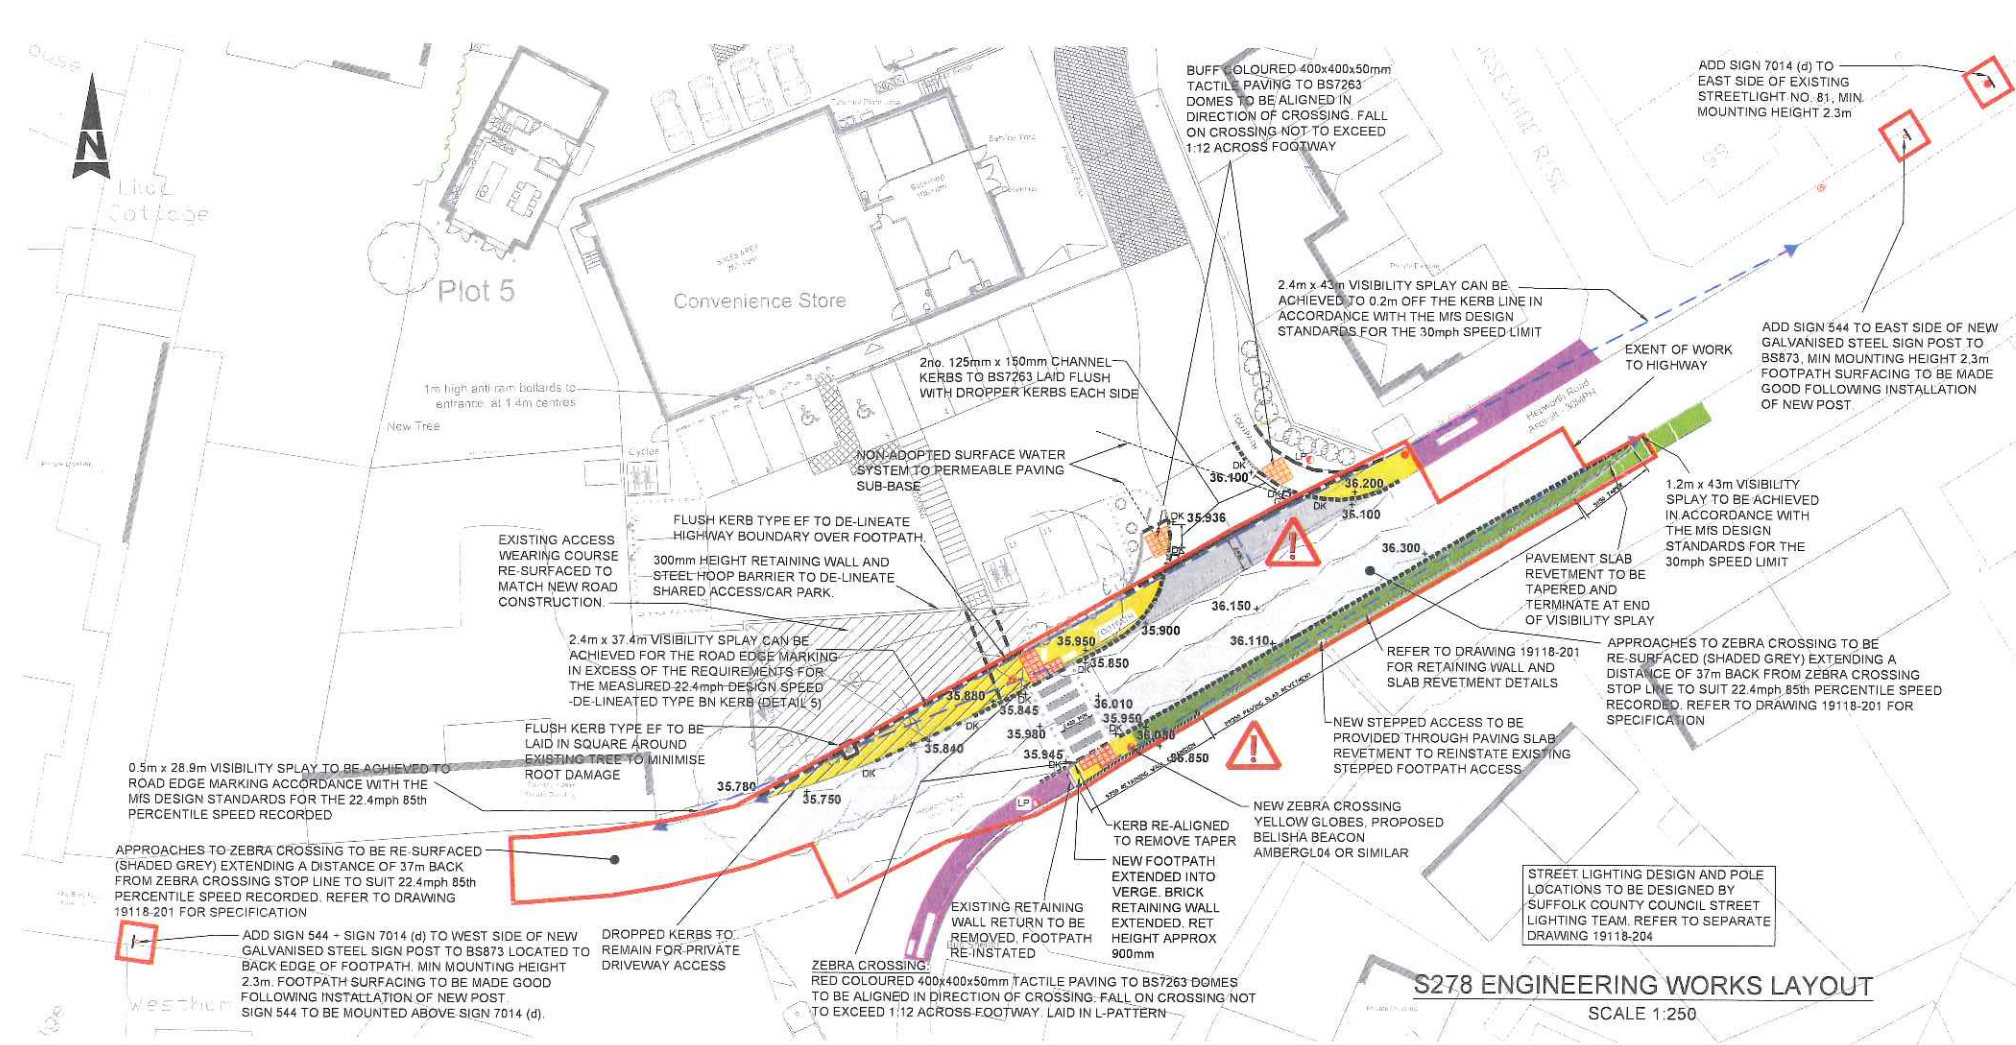 ouse
N
Cottage
Plot 5
Convenience Store
1m high anti ram bollards to
entrance, at 1.4m centres
New Tree
Cycles
BUFF COLOURED 400x400x50mm
TACTILE PAVING TO BS7263
DOMES TO BE ALIGNED IN
DIRECTION OF CROSSING. FALL
ON CROSSING NOT TO EXCEED
1:12 ACROSS FOOTWAY
ADD SIGN 7014 (d) TO
EAST SIDE OF EXISTING
STREETLIGHT NO. 81, MIN.
MOUNTING HEIGHT 2.3m
2.4m x 43m VISIBILITY SPLAY CAN BE
ACHIEVED TO 0.2m OFF THE KERB LINE IN
ACCORDANCE WITH THE MfS DESIGN
STANDARDS FOR THE 30mph SPEED LIMIT
ADD SIGN 544 TO EAST SIDE OF NEW
GALVANISED STEEL SIGN POST TO
BS873, MIN MOUNTING HEIGHT 2.3m
FOOTPATH SURFACING TO BE MADE
GOOD FOLLOWING INSTALLATION
OF NEW POST.
EXENT OF WORK
TO HIGHWAY
2no. 125mm x 150mm CHANNEL
KERBS TO BS7263 LAID FLUSH
WITH DROPPER KERBS EACH SIDE
Hepworth Road
Asphalt - 30MPH
FOOTPATH
NON-ADOPTED SURFACE WATER
SYSTEM TO PERMEABLE PAVING
SUB-BASE
LP
DK
36.100
36.200
DK
DK
36.100
DK 35.936
DK
1.2m x 43m VISIBILITY
SPLAY TO BE ACHIEVED
IN ACCORDANCE WITH
THE MfS DESIGN
STANDARDS FOR THE
30mph SPEED LIMIT
FLUSH KERB TYPE EF TO DE-LINEATE
HIGHWAY BOUNDARY OVER FOOTPATH.
EXISTING ACCESS
WEARING COURSE
RE-SURFACED TO
MATCH NEW ROAD
CONSTRUCTION.
300mm HEIGHT RETAINING WALL AND
STEEL HOOP BARRIER TO DE-LINEATE
SHARED ACCESS/CAR PARK.
36.300
PAVEMENT SLAB
REVETMENT TO BE
TAPERED AND
TERMINATE AT END
OF VISIBILITY SPLAY
36.150
36.110
FOOTPATH
35.900
35.950
35.850
2.4m x 37.4m VISIBILITY SPLAY CAN BE
ACHIEVED FOR THE ROAD EDGE MARKING
IN EXCESS OF THE REQUIREMENTS FOR
THE MEASURED 22.4mph DESIGN SPEED
-DE-LINEATED TYPE BN KERB (DETAIL 5)
REFER TO DRAWING 19118-201
FOR RETAINING WALL AND
SLAB REVETMENT DETAILS
APPROACHES TO ZEBRA CROSSING TO BE
RE-SURFACED (SHADED GREY) EXTENDING A
DISTANCE OF 37m BACK FROM ZEBRA CROSSING
STOP LINE TO SUIT 22.4mph 85th PERCENTILE SPEED
RECORDED. REFER TO DRAWING 19118-201 FOR
SPECIFICATION
35.880
DK
DK
35.845
36.010
35.950
DK
35.980
36.050
35.945
DK
35.840
DK
DK
35.780
35.750
LP
FLUSH KERB TYPE EF TO BE
LAID IN SQUARE AROUND
EXISTING TREE TO MINIMISE
ROOT DAMAGE
NEW STEPPED ACCESS TO BE
PROVIDED THROUGH PAVING SLAB
REVETMENT TO REINSTATE EXISTING
STEPPED FOOTPATH ACCESS
0.5m x 28.9m VISIBILITY SPLAY TO BE ACHIEVED TO
ROAD EDGE MARKING ACCORDANCE WITH THE
MfS DESIGN STANDARDS FOR THE 22.4mph 85th
PERCENTILE SPEED RECORDED
NEW ZEBRA CROSSING
YELLOW GLOBES, PROPOSED
BELISHA BEACON
AMBERGL04 OR SIMILAR
KERB RE-ALIGNED
TO REMOVE TAPER
NEW FOOTPATH
EXTENDED INTO
VERGE. BRICK
RETAINING WALL
EXTENDED. RET
HEIGHT APPROX
900mm
APPROACHES TO ZEBRA CROSSING TO BE RE-SURFACED
(SHADED GREY) EXTENDING A DISTANCE OF 37m BACK
FROM ZEBRA CROSSING STOP LINE TO SUIT 22.4mph 85th
PERCENTILE SPEED RECORDED. REFER TO DRAWING
19118-201 FOR SPECIFICATION
EXISTING RETAINING
WALL RETURN TO BE
REMOVED, FOOTPATH
RE-INSTATED
STREET LIGHTING DESIGN AND POLE
LOCATIONS TO BE DESIGNED BY
SUFFOLK COUNTY COUNCIL STREET
LIGHTING TEAM. REFER TO SEPARATE
DRAWING 19118-204
ADD SIGN 544 + SIGN 7014 (d) TO WEST SIDE OF NEW
GALVANISED STEEL SIGN POST TO BS873 LOCATED TO
BACK EDGE OF FOOTPATH. MIN MOUNTING HEIGHT
2.3m. FOOTPATH SURFACING TO BE MADE GOOD
FOLLOWING INSTALLATION OF NEW POST.
SIGN 544 TO BE MOUNTED ABOVE SIGN 7014 (d).
DROPPED KERBS TO
REMAIN FOR PRIVATE
DRIVEWAY ACCESS
ZEBRA CROSSING:
RED COLOURED 400x400x50mm TACTILE PAVING TO BS7263 DOMES
TO BE ALIGNED IN DIRECTION OF CROSSING. FALL ON CROSSING NOT
TO EXCEED 1:12 ACROSS FOOTWAY. LAID IN L-PATTERN
S278 ENGINEERING WORKS LAYOUT
SCALE 1:250